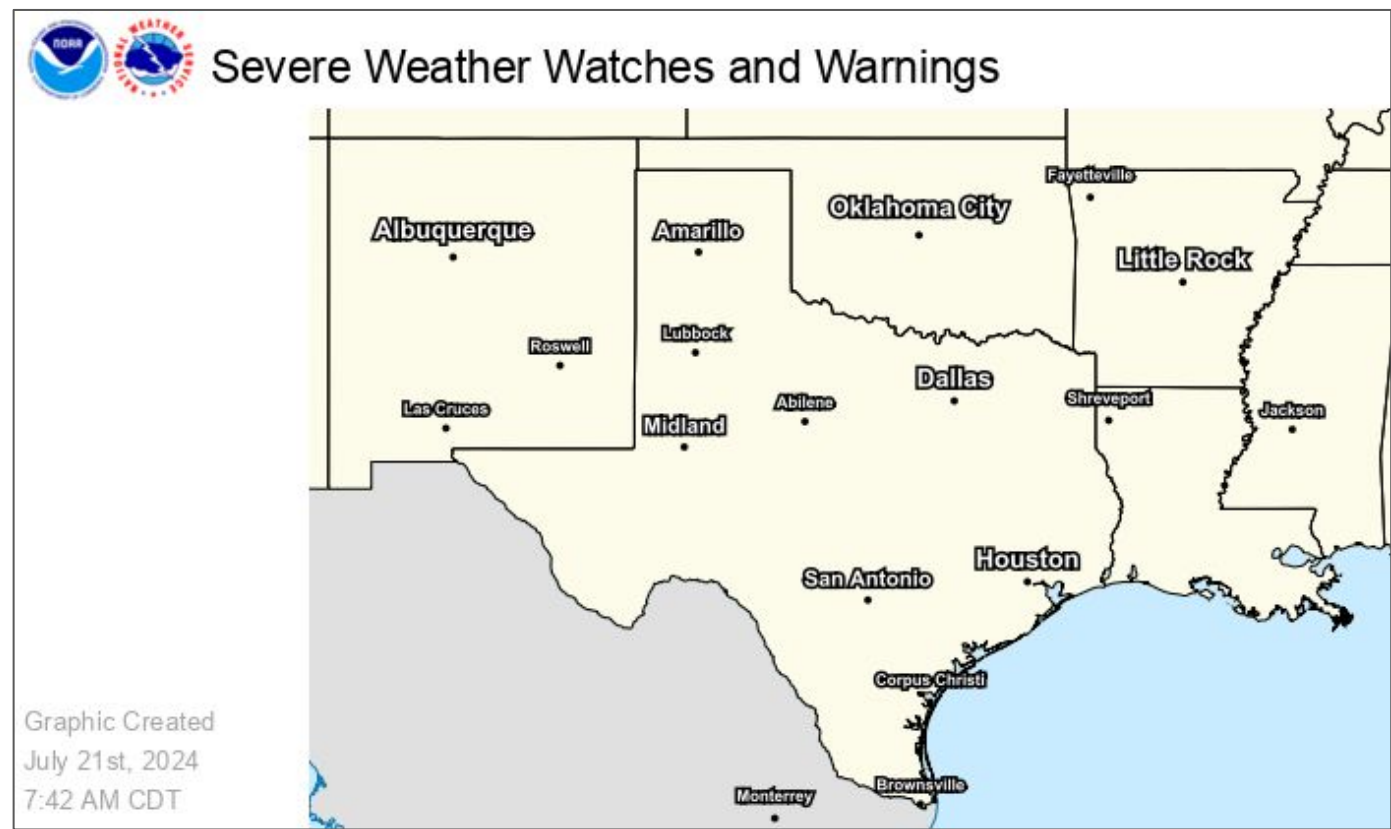 NOAA
NATIONAL WEATHER SERVICE
Severe Weather Watches and Warnings
Fayetteville
Oklahoma City
Albuquerque
Amarillo
Little Rock
Lubbock
Roswell
Dallas
Shreveport
Abilene
Las Cruces
Jackson
Midland
Houston
San Antonio
Corpus Christi
Graphic Created
July 21st, 2024
7:42 AM CDT
Brownsville
Monterrey